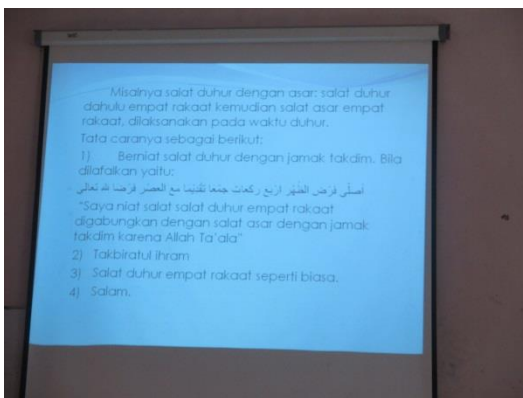 Misalnya salat duhur dengan asar: salat duhur
dahulu empat rakaat kemudian salat asar empat
rakaat, dilaksanakan pada waktu duhur.
Tata caranya sebagai berikut:
1) Berniat salat duhur dengan jamak takdim. Bila
dilafalkan yaitu:
أصلى فرض الظهر اربع ركعات جمعا تقديما مع العصر فرضا لله تعالى
“Saya niat salat salat duhur empat rakaat
digabungkan dengan salat asar dengan jamak
takdim karena Allah Ta'ala”
2) Takbiratul ihram
3) Salat duhur empat rakaat seperti biasa.
4) Salam.